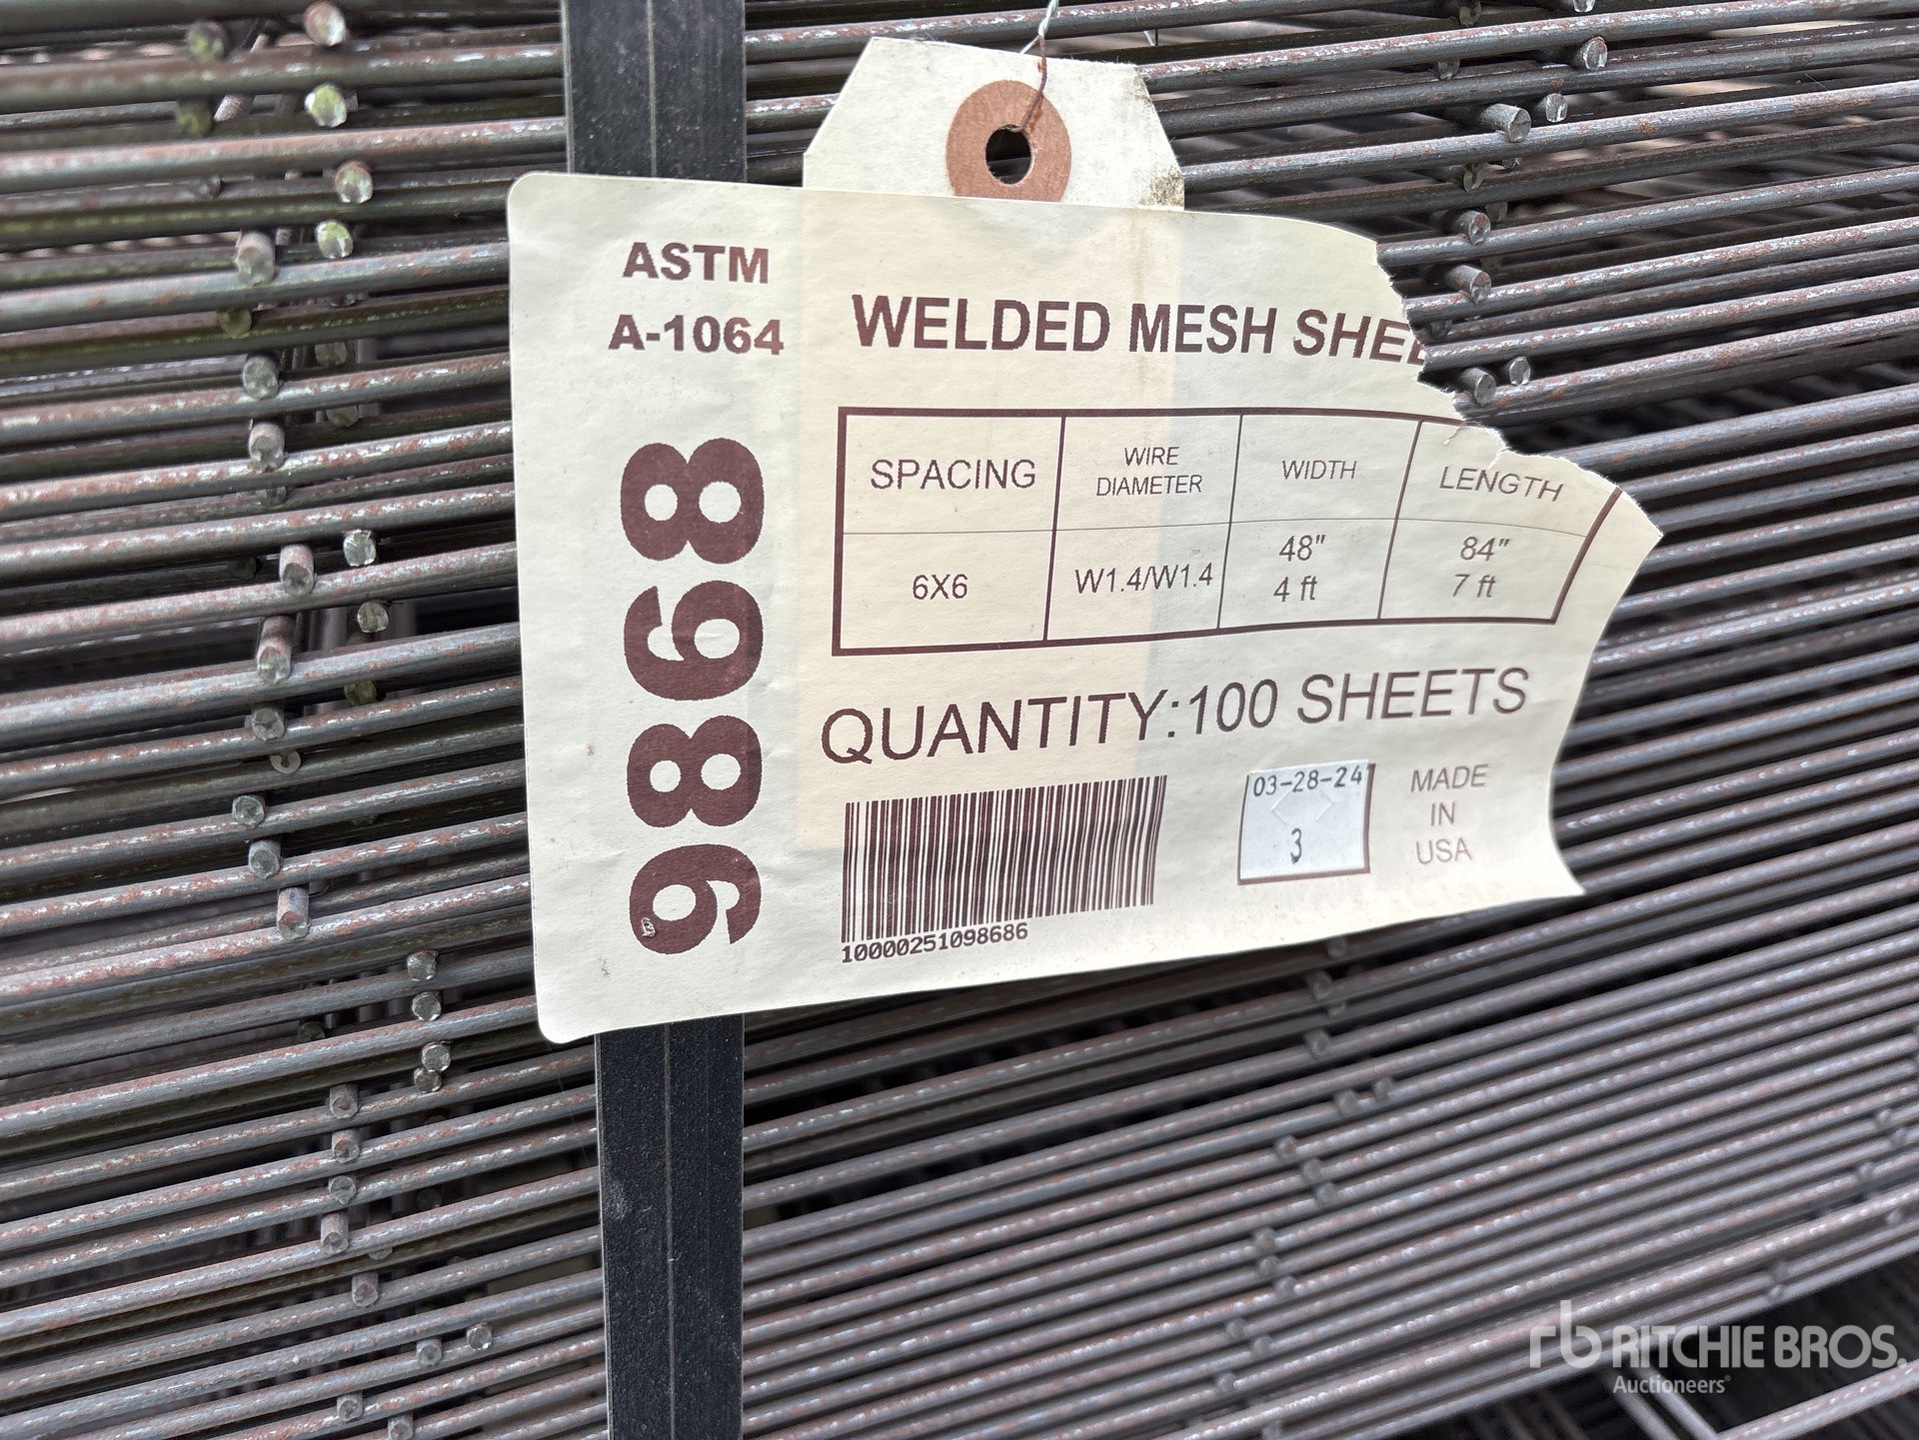 ASTM
A-1064
9868
WELDED MESH SHEE
SPACING
WIRE
DIAMETER
WIDTH
LENGTH
6X6
W1.4/W1.4
48"
4 ft
84"
7 ft
QUANTITY:100 SHEETS
10000251098686
03-28-24
3
MADE
IN
USA
rb RITCHIE BROS.
Auctioneers®